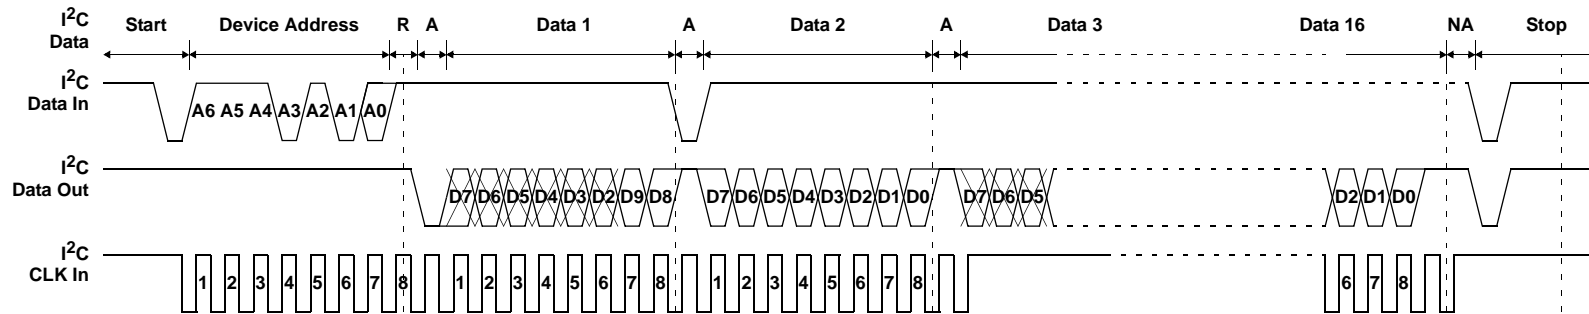 I²C Data Start Device Address R A Data 1 A Data 2 A Data 3 Data 16 NA Stop
I²C Data In A6 A5 A4 A3 A2 A1 A0
I²C Data Out D7 D6 D5 D4 D3 D2 D9 D8 D7 D6 D5 D4 D3 D2 D1 D0 D7 D6 D5 D2 D1 D0
I²C CLK In 1 2 3 4 5 6 7 8 1 2 3 4 5 6 7 8 1 2 3 4 5 6 7 8 6 7 8